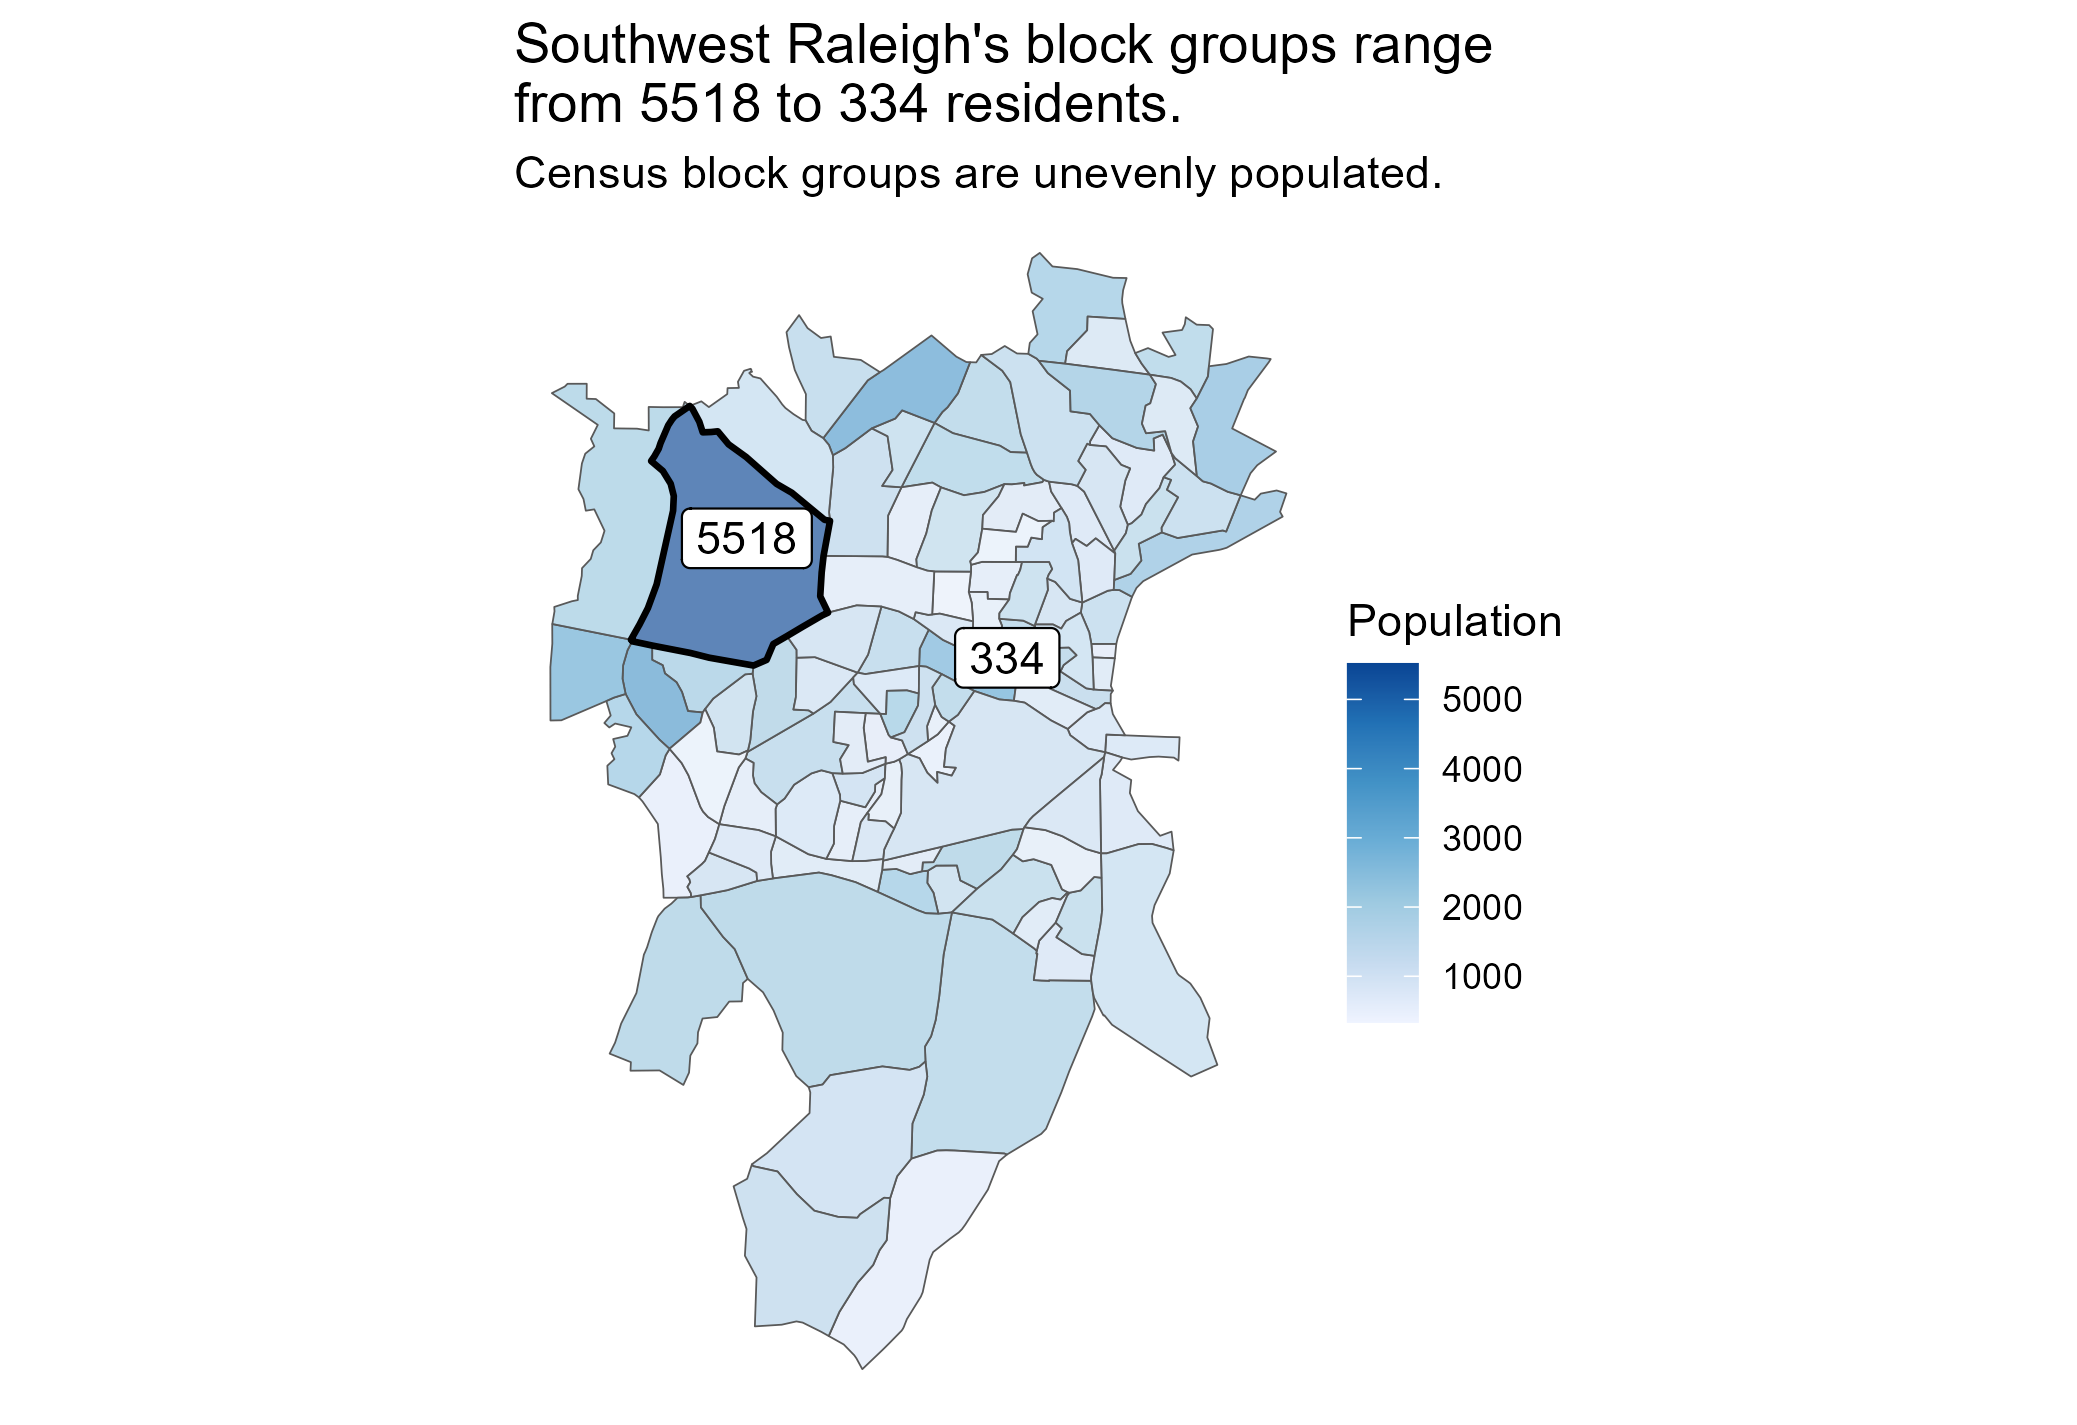 Southwest Raleigh's block groups range
from 5518 to 334 residents.
Census block groups are unevenly populated.
5518
334
Population
5000
4000
3000
2000
1000